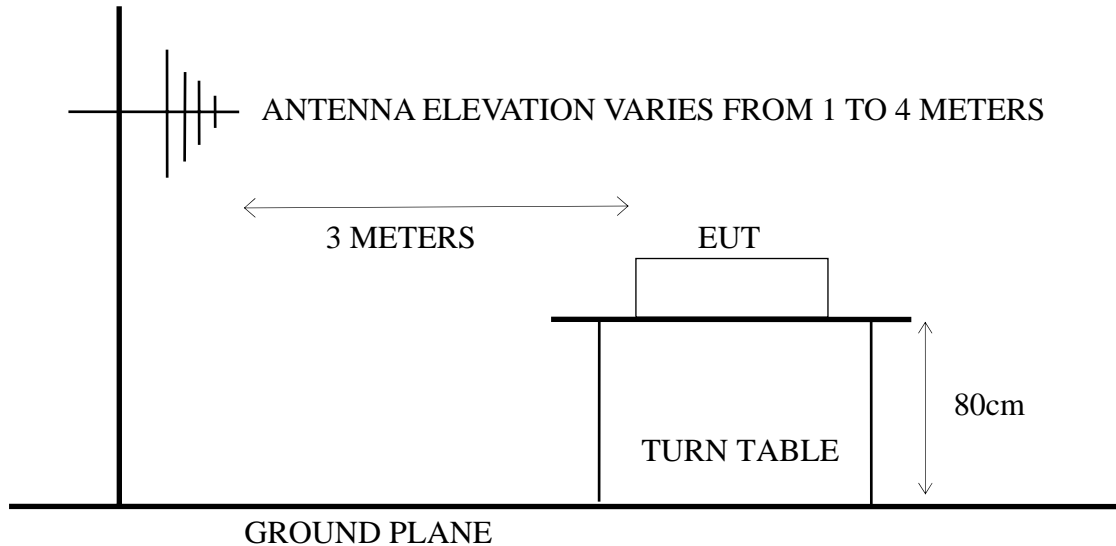 ANTENNA ELEVATION VARIES FROM 1 TO 4 METERS
3 METERS
EUT
80cm
TURN TABLE
GROUND PLANE